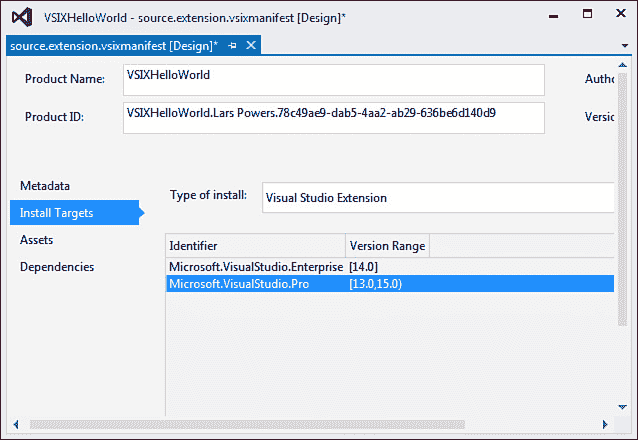 VSIXHelloWorld - source.extension.vsixmanifest [Design]*
source.extension.vsixmanifest [Design]*
Product Name: VSIXHelloWorld Autho
Product ID: VSIXHelloWorld.Lars Powers.78c49ae9-dab5-4aa2-ab29-636be6d140d9 Versic
Metadata
Type of install: Visual Studio Extension
Install Targets
Assets
Identifier Version Range
Dependencies
Microsoft.VisualStudio.Enterprise [14.0]
Microsoft.VisualStudio.Pro [13.0,15.0)